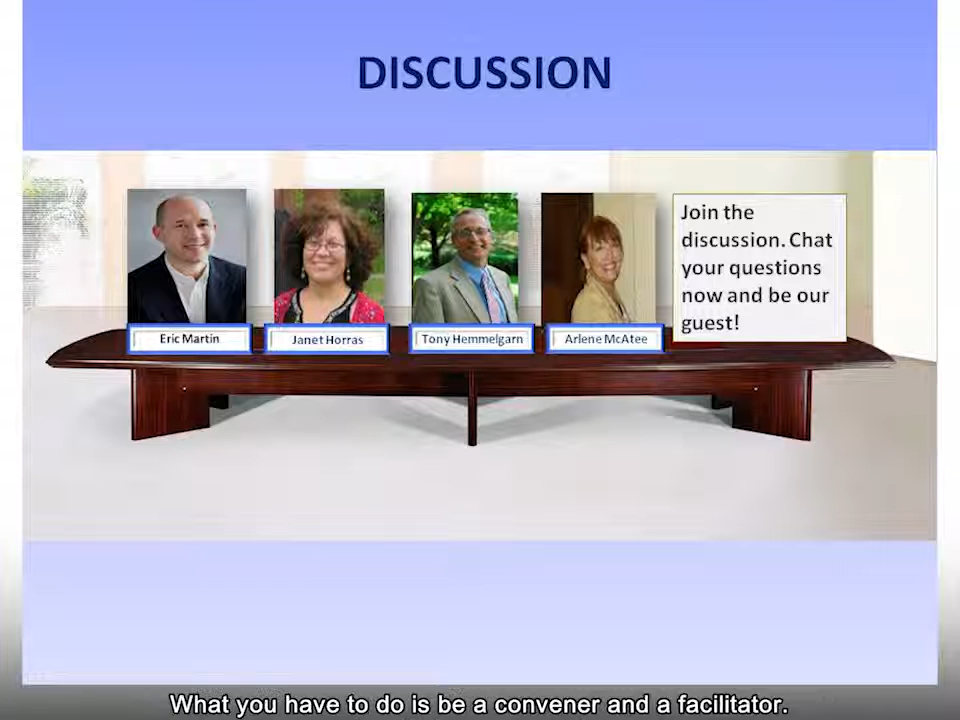 DISCUSSION
Join the
discussion. Chat
your questions
now and be our
guest!
Eric Martin
Janet Horras
Tony Hemmelgarn
Arlene McAtee
What you have to do is be a convener and a facilitator.